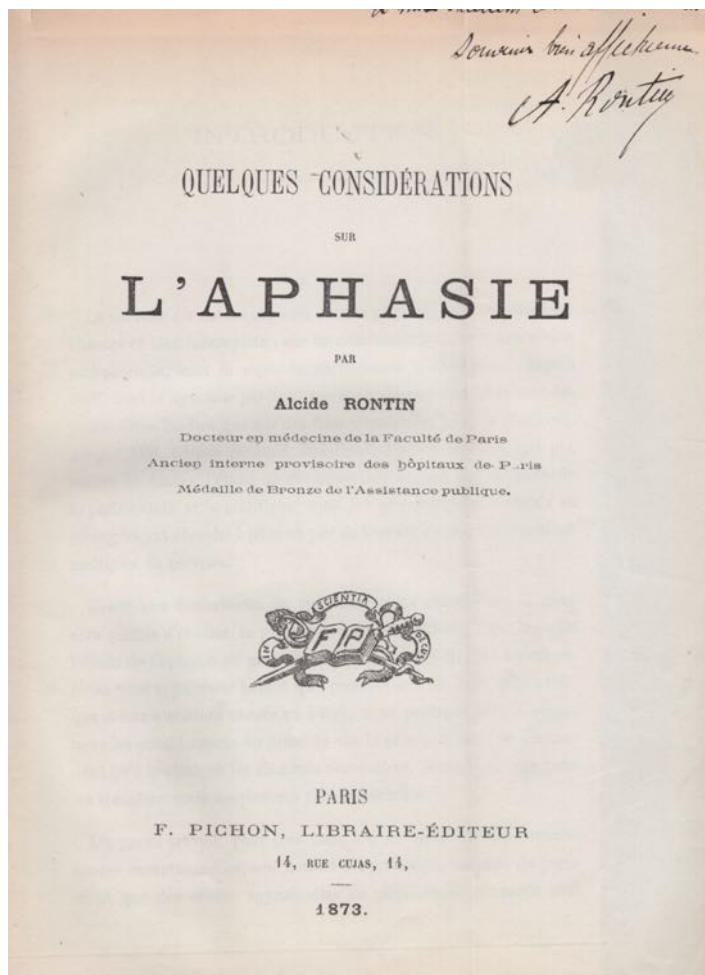 Souvenir bien affectueux
A. Rontin
QUELQUES CONSIDÉRATIONS
SUR
L'APHASIE
PAR
Alcide RONTIN
Docteur en médecine de la Faculté de Paris
Ancien interne provisoire des hôpitaux de Paris
Médaille de Bronze de l'Assistance publique.
SCIENTIA
IN
FP
PARIS
F. PICHON, LIBRAIRE-ÉDITEUR
14, RUE CUJAS, 14,
1873.